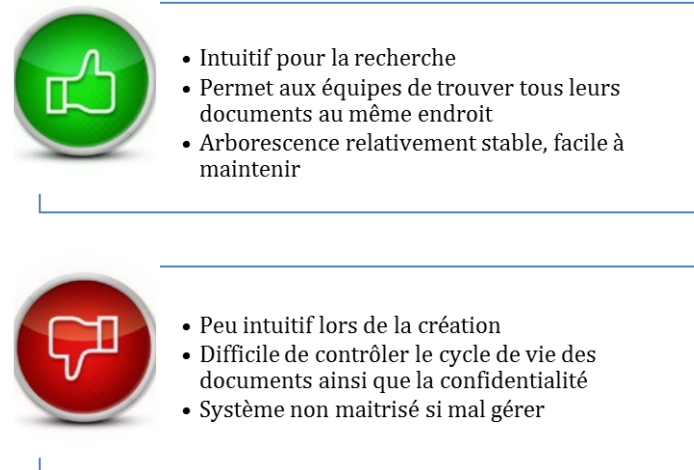 • Intuitif pour la recherche
• Permet aux équipes de trouver tous leurs
documents au même endroit
• Arborescence relativement stable, facile à
maintenir
• Peu intuitif lors de la création
• Difficile de contrôler le cycle de vie des
documents ainsi que la confidentialité
• Système non maitrisé si mal gérer